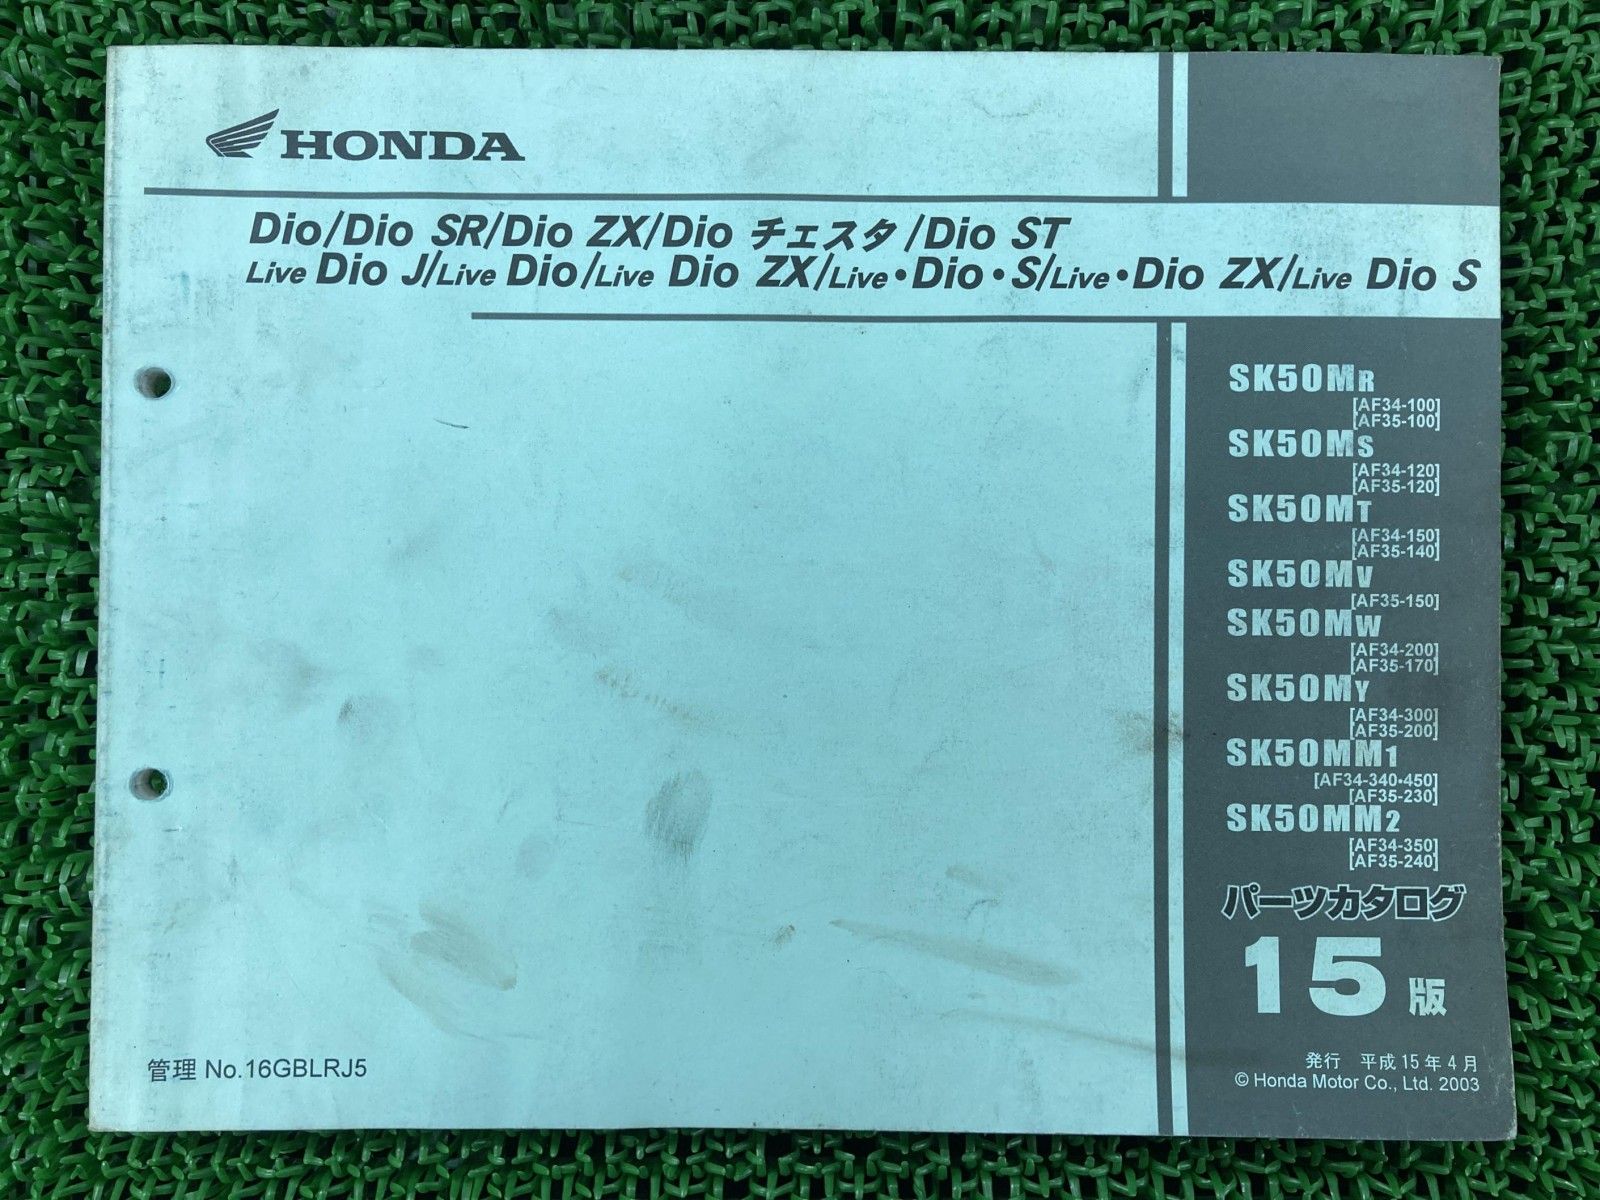 HONDA
Dio/Dio SR/Dio ZX/Dio チェスタ/Dio ST
Live Dio J/Live Dio/Live Dio ZX/Live・Dio・S/Live・Dio ZX/Live Dio S
SK50MR
[AF34-100]
[AF35-100]
SK50MS
[AF34-120]
[AF35-120]
SK50MT
[AF34-150]
[AF35-140]
SK50MV
[AF35-150]
SK50MW
[AF34-200]
[AF35-170]
SK50MY
[AF34-300]
[AF35-200]
SK50MM1
[AF34-340・450]
[AF35-230]
SK50MM2
[AF34-350]
[AF35-240]
パーツカタログ
15版
発行 平成15年4月
© Honda Motor Co., Ltd. 2003
管理 No.16GBLRJ5